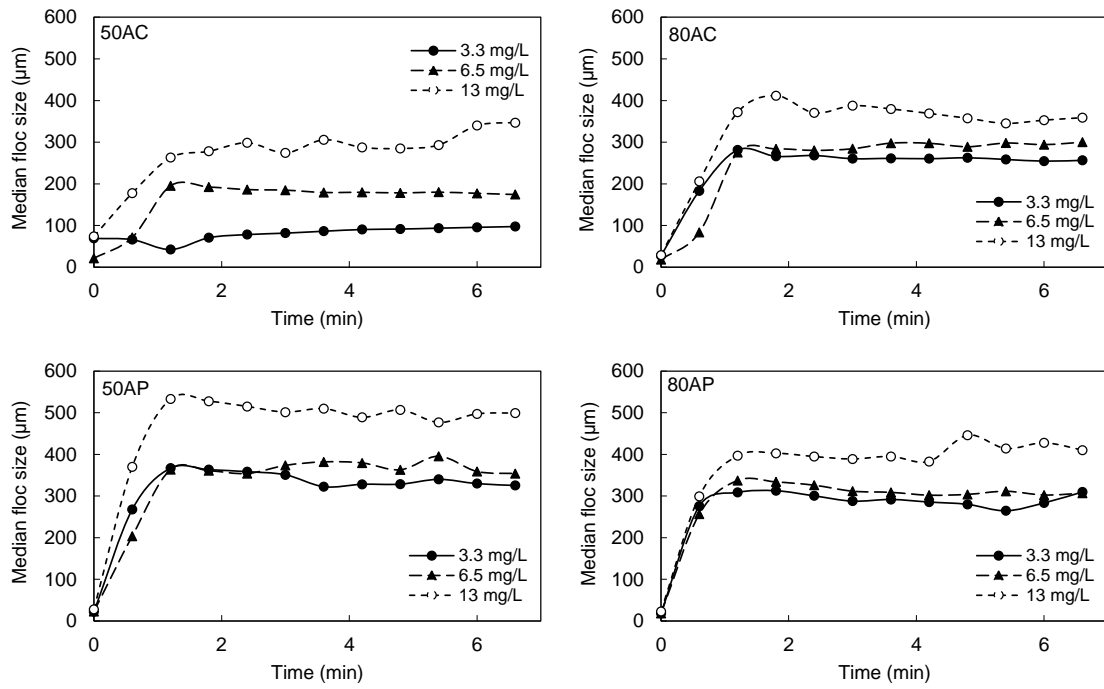 50AC
Median floc size (µm)
600
500
400
300
200
100
0
3.3 mg/L
6.5 mg/L
13 mg/L
0 2 4 6
Time (min)
80AC
Median floc size (µm)
600
500
400
300
200
100
0
3.3 mg/L
6.5 mg/L
13 mg/L
0 2 4 6
Time (min)
50AP
Median floc size (µm)
600
500
400
300
200
100
0
3.3 mg/L
6.5 mg/L
13 mg/L
0 2 4 6
Time (min)
80AP
Median floc size (µm)
600
500
400
300
200
100
0
3.3 mg/L
6.5 mg/L
13 mg/L
0 2 4 6
Time (min)